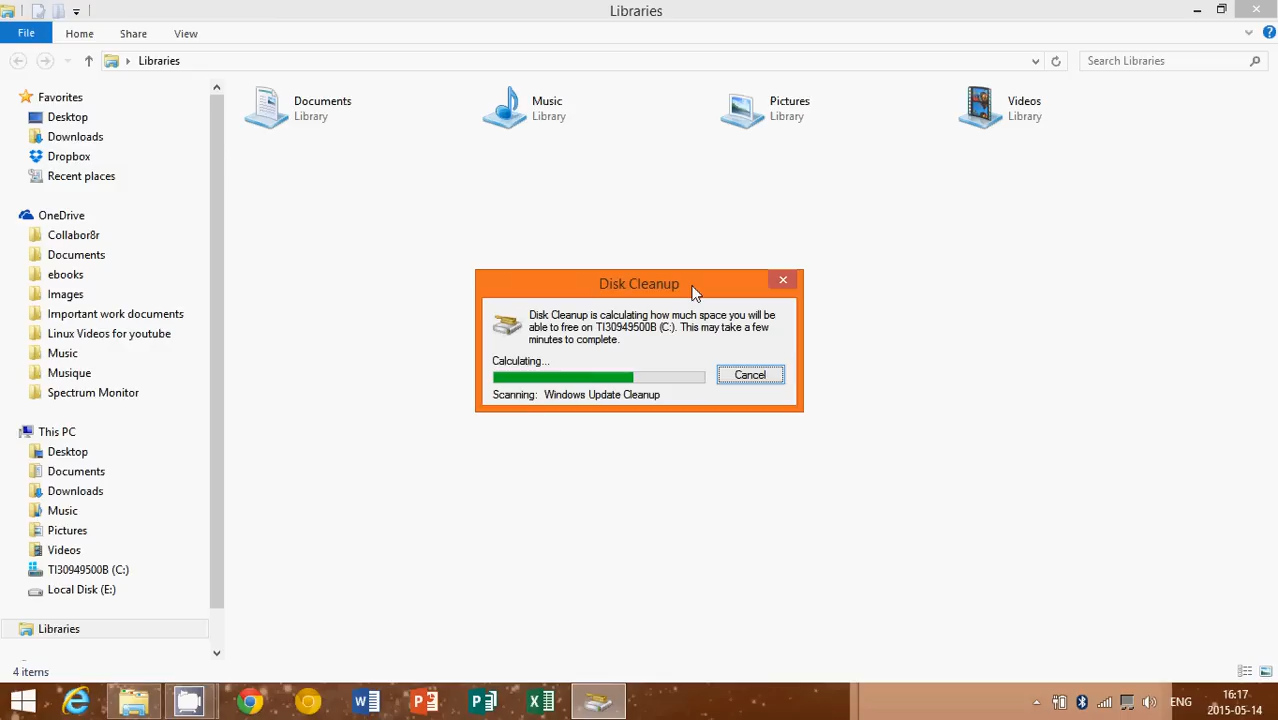 Libraries
File Home Share View
Libraries
Search Libraries
Favorites
Desktop
Downloads
Dropbox
Recent places
OneDrive
Collabor8r
Documents
ebooks
Images
Important work documents
Linux Videos for youtube
Music
Musique
Spectrum Monitor
This PC
Desktop
Documents
Downloads
Music
Pictures
Videos
TI30949500B (C:)
Local Disk (E:)
Libraries
4 items
Documents
Library
Music
Library
Pictures
Library
Videos
Library
Disk Cleanup
Disk Cleanup is calculating how much space you will be
able to free on TI30949500B (C:). This may take a few
minutes to complete.
Calculating...
Cancel
Scanning: Windows Update Cleanup
ENG
16:17
2015-05-14